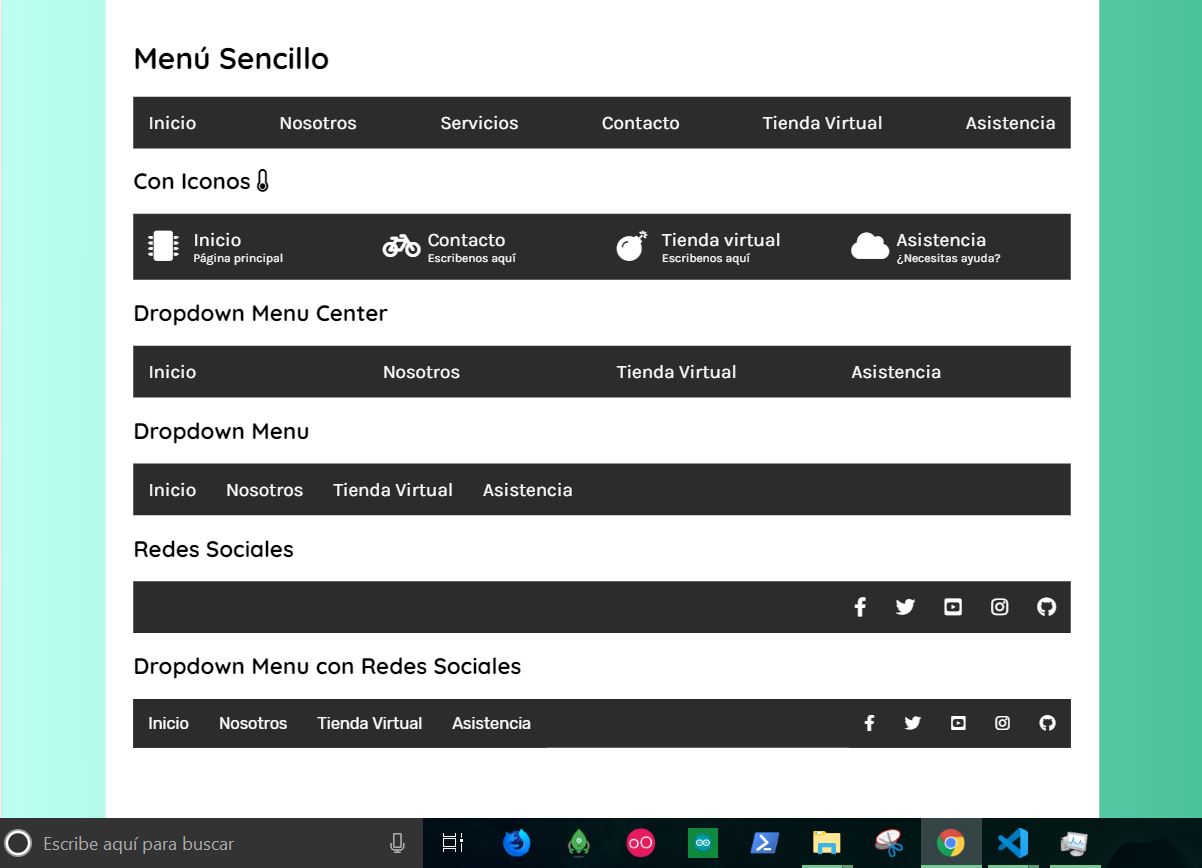 Menú Sencillo
Inicio Nosotros Servicios Contacto Tienda Virtual Asistencia
Con Iconos
Inicio Contacto Tienda virtual Asistencia
Página principal Escribenos aquí Escribenos aquí ¿Necesitas ayuda?
Dropdown Menu Center
Inicio Nosotros Tienda Virtual Asistencia
Dropdown Menu
Inicio Nosotros Tienda Virtual Asistencia
Redes Sociales
Dropdown Menu con Redes Sociales
Inicio Nosotros Tienda Virtual Asistencia
Escribe aquí para buscar